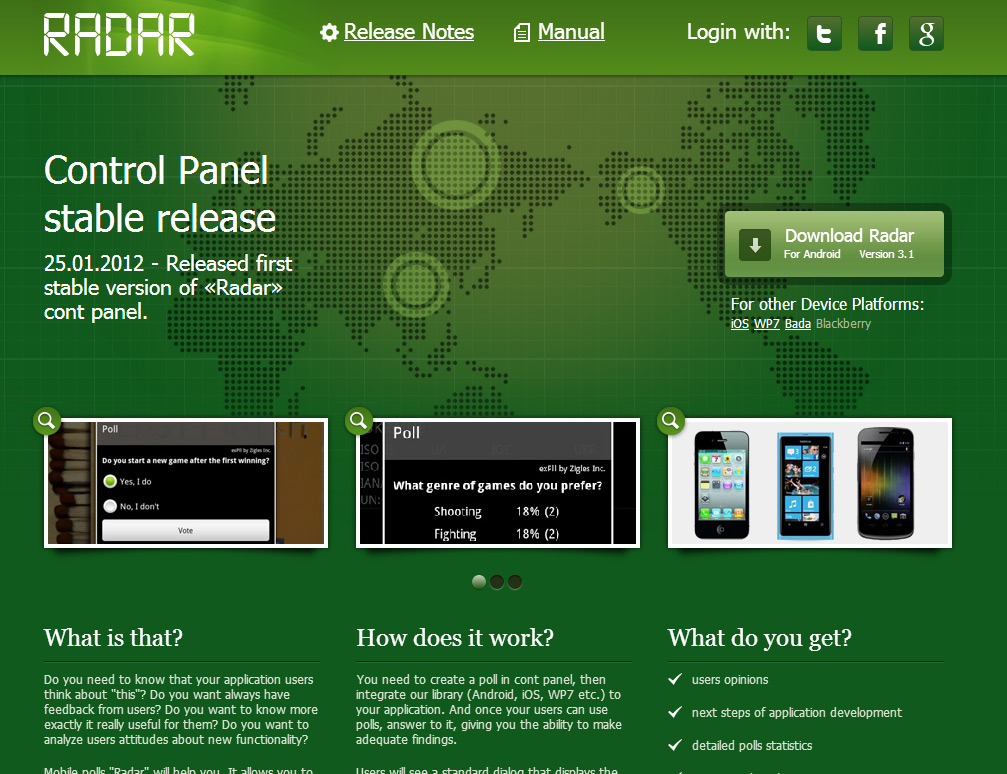 RADAR
Release Notes
Manual
Login with:
Control Panel
stable release
25.01.2012 - Released first
stable version of «Radar»
cont panel.
Download Radar
For Android Version 3.1
For other Device Platforms:
iOS WP7 Bada Blackberry
Poll
exPII by Zigles Inc.
Do you start a new game after the first winning?
Yes, I do
No, I don't
Vote
Poll
exPII by Zigles Inc.
What genre of games do you prefer?
Shooting 18% (2)
Fighting 18% (2)
What is that?
Do you need to know that your application users
think about "this"? Do you want always have
feedback from users? Do you want to know more
exactly it really useful for them? Do you want to
analyze users attitudes about new functionality?
Mobile polls "Radar" will help you. It allows you to
How does it work?
You need to create a poll in cont panel, then
integrate our library (Android, iOS, WP7 etc.) to
your application. And once your users can use
polls, answer to it, giving you the ability to make
adequate findings.
Users will see a standard dialog that displays the
What do you get?
users opinions
next steps of application development
detailed polls statistics